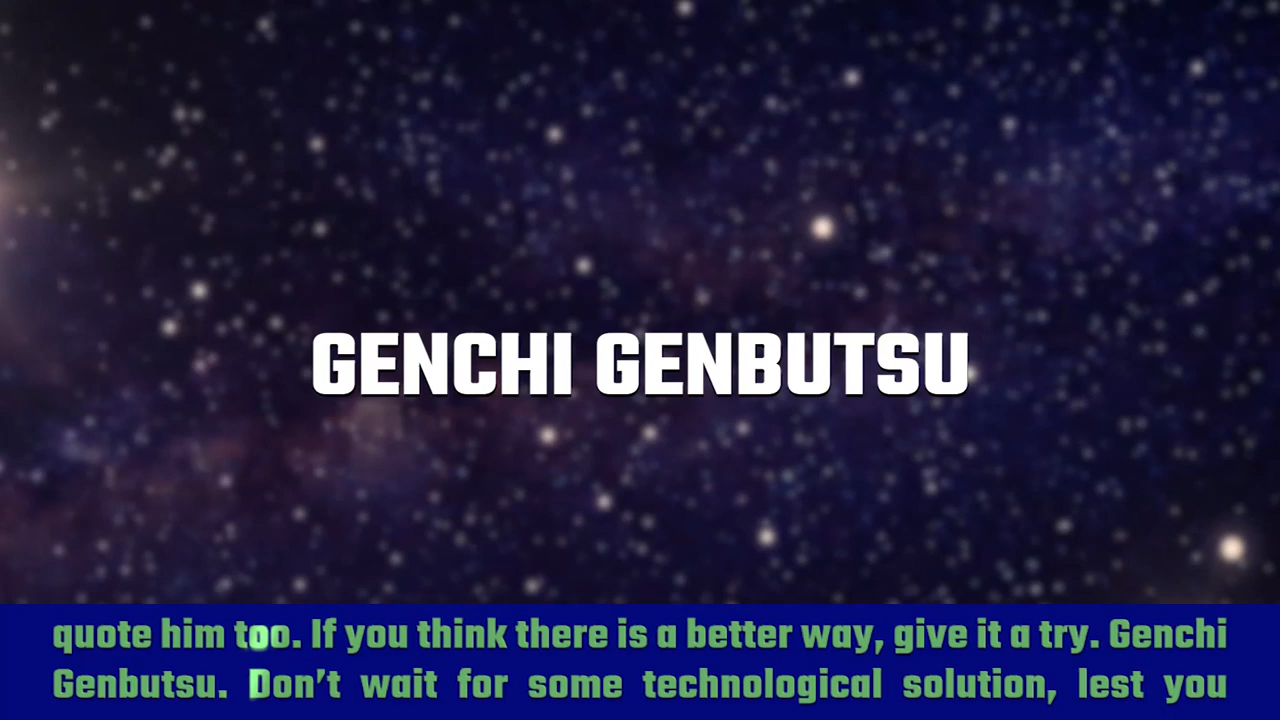 GENCHI GENBUTSU
quote him too. If you think there is a better way, give it a try. Genchi
Genbutsu. Don’t wait for some technological solution, lest you